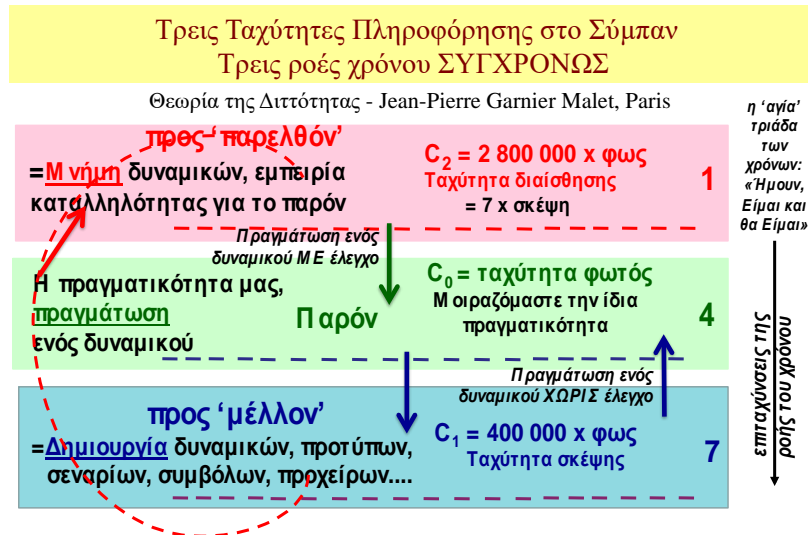 Τρεις Ταχύτητες Πληροφόρησης στο Σύμπαν
Τρεις ροές χρόνου ΣΥΓΧΡΟΝΩΣ
Θεωρία της Διττότητας - Jean-Pierre Garnier Malet, Paris
η ‘αγία’
τριάδα
των
χρόνων:
«Ήμουν,
Είμαι και
θα Είμαι»
προς ‘παρελθόν’
=Μνήμη δυναμικών, εμπειρία
καταλληλότητας για το παρόν
C2 = 2 800 000 x φως
Ταχύτητα διαίσθησης
= 7 x σκέψη
1
Πραγμάτωση ενός
δυναμικού ΜΕ έλεγχο
Η πραγματικότητα μας,
πραγμάτωση
ενός δυναμικού
Παρόν
C0 = ταχύτητα φωτός
Μοιραζόμαστε την ίδια
πραγματικότητα
4
Πραγμάτωση ενός
δυναμικού ΧΩΡΙΣ έλεγχο
προς ‘μέλλον’
=Δημιουργία δυναμικών, προτύπων,
σεναρίων, συμβόλων, προχείρων....
C1 = 400 000 x φως
Ταχύτητα σκέψης
7
επιταχύνσεις της
ροής του χρόνου